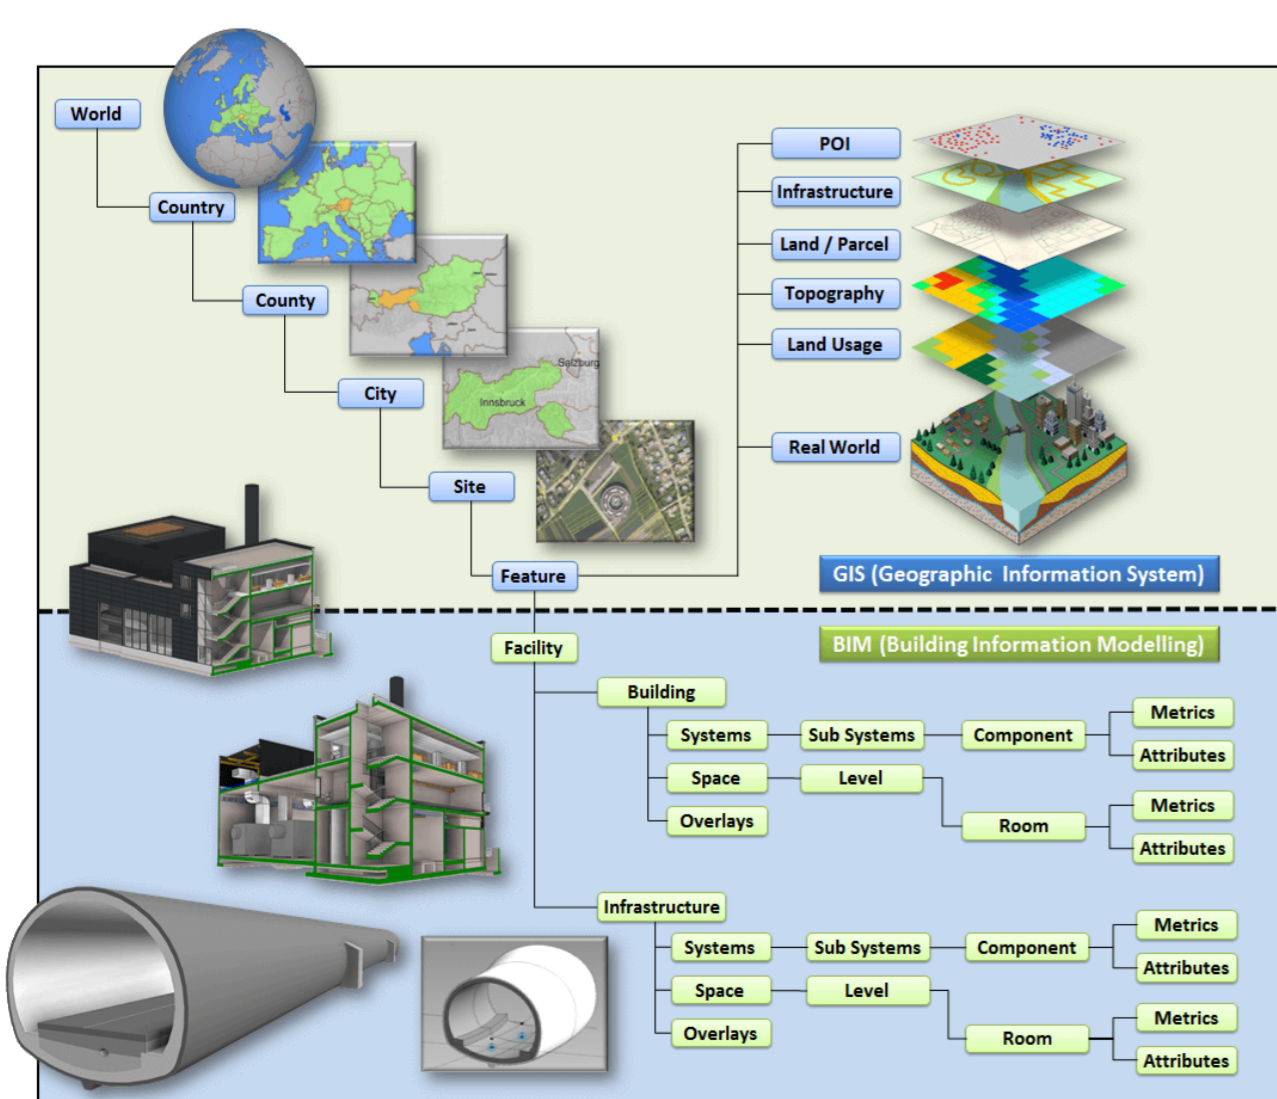 World
Country
County
City
Site
Feature
Salzburg
Innsbruck
POI
Infrastructure
Land / Parcel
Topography
Land Usage
Real World
GIS (Geographic Information System)
BIM (Building Information Modelling)
Facility
Building
Systems
Sub Systems
Component
Metrics
Attributes
Space
Level
Room
Metrics
Attributes
Overlays
Infrastructure
Systems
Sub Systems
Component
Metrics
Attributes
Space
Level
Room
Metrics
Attributes
Overlays